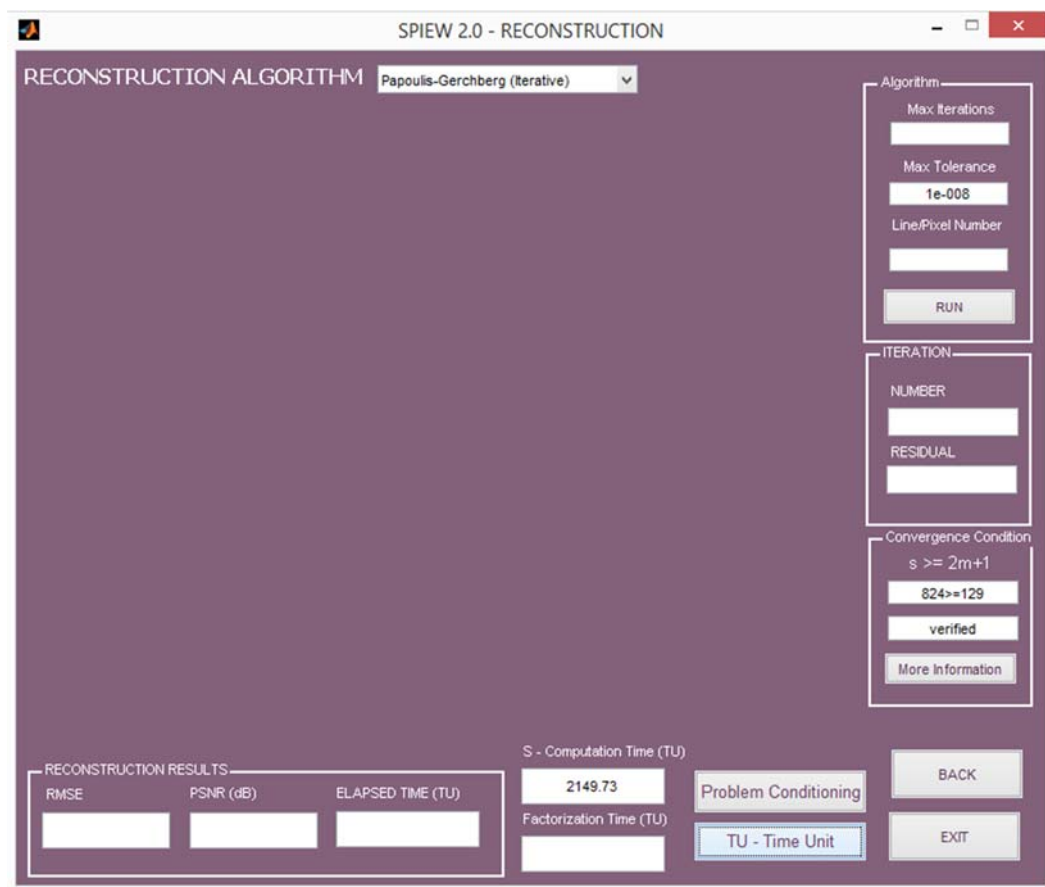 SPIEW 2.0 - RECONSTRUCTION
RECONSTRUCTION ALGORITHM
Papoulis-Gerchberg (Iterative)
Algorithm
Max Iterations
Max Tolerance
1e-008
Line/Pixel Number
RUN
ITERATION
NUMBER
RESIDUAL
Convergence Condition
s >= 2m+1
824>=129
verified
More Information
RECONSTRUCTION RESULTS
RMSE
PSNR (dB)
ELAPSED TIME (TU)
S - Computation Time (TU)
2149.73
Factorization Time (TU)
Problem Conditioning
TU - Time Unit
BACK
EXIT